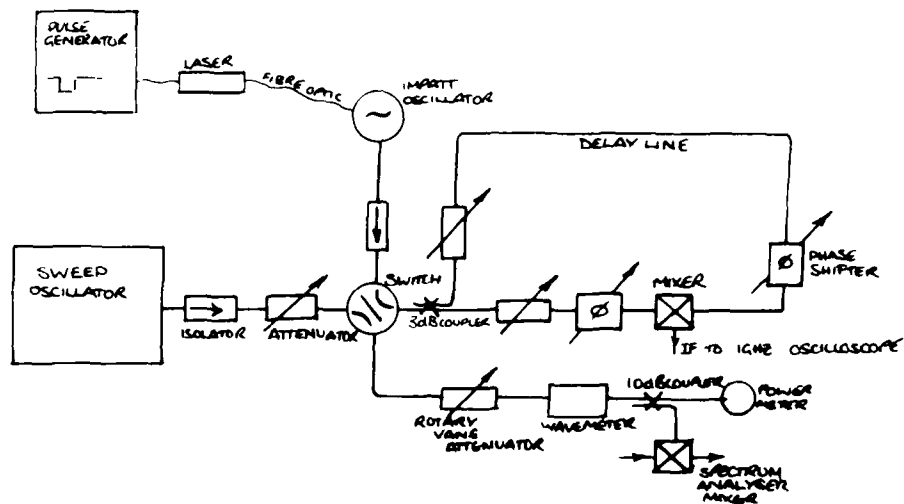 PULSE
GENERATOR
LASER
FIBRE OPTIC
IMPATT
OSCILLATOR
DELAY LINE
SWEEP
OSCILLATOR
ISOLATOR
ATTENUATOR
SWITCH
3dB COUPLER
Ø
MIXER
Ø
PHASE
SHIFTER
IF TO 1GHZ OSCILLOSCOPE
ROTARY
VANE
ATTENUATOR
WAVEMETER
10dB COUPLER
POWER
METER
SPECTRUM
ANALYSER
MIXER